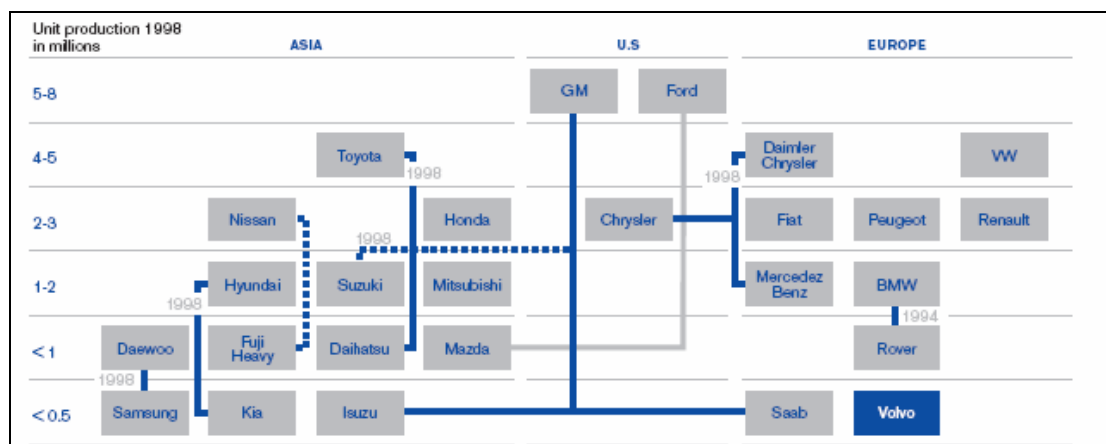 Unit production 1998
in millions
ASIA
U.S
EUROPE
5-8
GM
Ford
4-5
Toyota
Daimler
Chrysler
VW
1998
1998
2-3
Nissan
Honda
Chrysler
Fiat
Peugeot
Renault
1998
1-2
Hyundai
Suzuki
Mitsubishi
Mercedez
Benz
BMW
1998
1994
<1
Daewoo
Fuji
Heavy
Daihatsu
Mazda
Rover
1998
<0.5
Samsung
Kia
Isuzu
Saab
Volvo